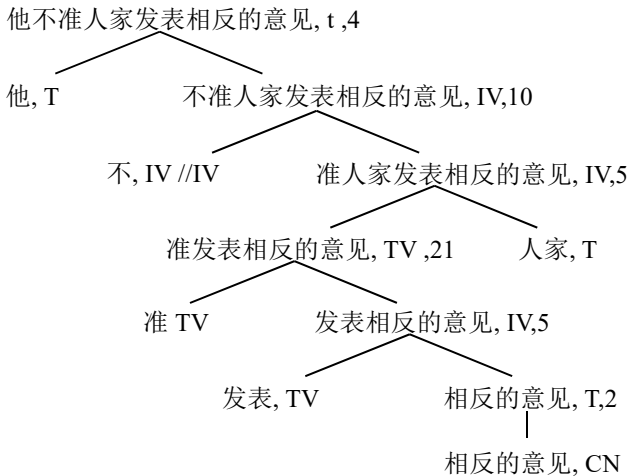 他不准人家发表相反的意见, t ,4
他, T 不准人家发表相反的意见, IV,10
不, IV //IV 准人家发表相反的意见, IV,5
准发表相反的意见, TV ,21 人家, T
准 TV 发表相反的意见, IV,5
发表, TV 相反的意见, T,2
相反的意见, CN